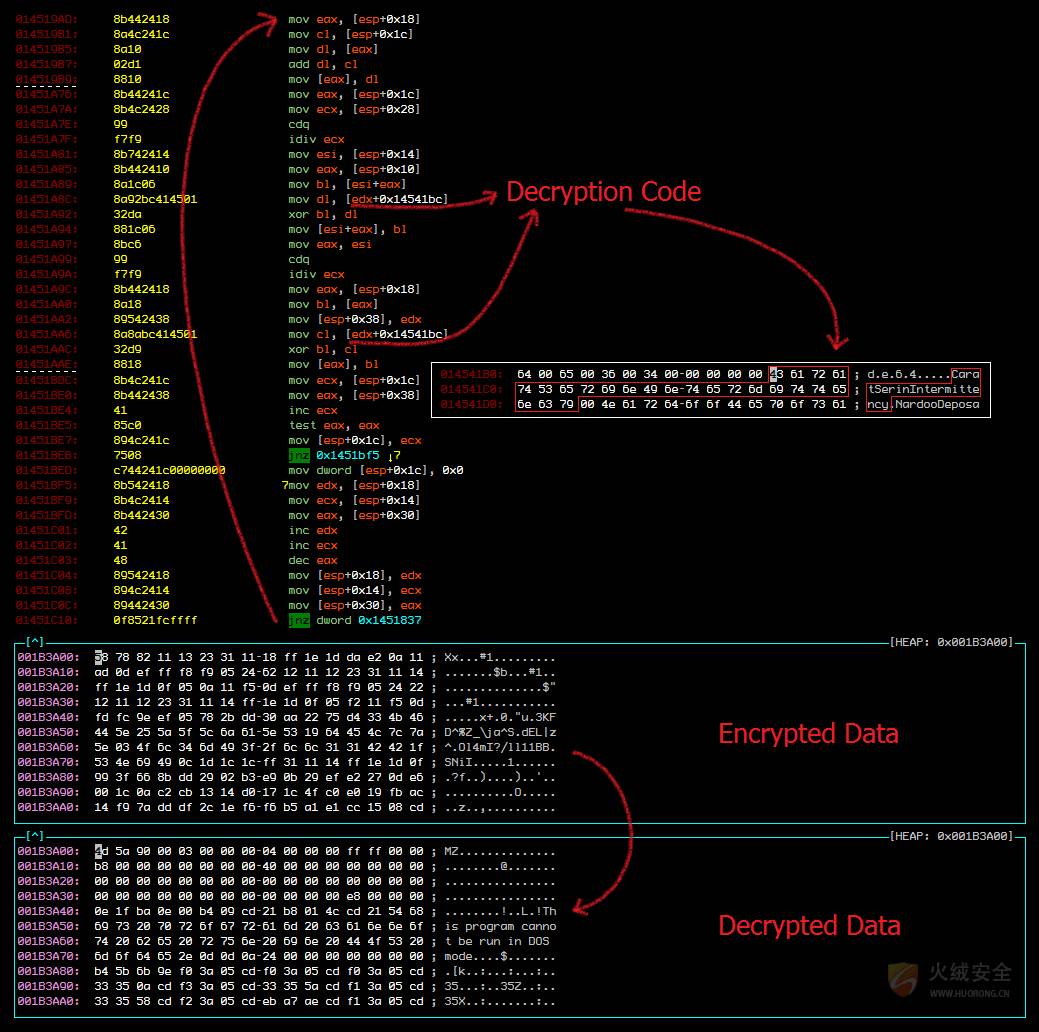 014519AD: 8b442418 mov eax, [esp+0x18]
014519B1: 8a4c241c mov cl, [esp+0x1c]
014519B5: 8a10 mov dl, [eax]
014519B7: 02d1 add dl, cl
014519B9: 8810 mov [eax], dl
01451A76: 8b44241c mov eax, [esp+0x1c]
01451A7A: 8b4c2428 mov ecx, [esp+0x28]
01451A7E: 99 cdq
01451A7F: f7f9 idiv ecx
01451A81: 8b742414 mov esi, [esp+0x14]
01451A85: 8b442410 mov eax, [esp+0x10]
01451A89: 8a1c06 mov bl, [esi+eax]
01451A8C: 8a92bc414501 mov dl, [edx+0x14541bc]
01451A92: 32da xor bl, dl
01451A94: 881c06 mov [esi+eax], bl
01451A97: 8bc6 mov eax, esi
01451A99: 99 cdq
01451A9A: f7f9 idiv ecx
01451A9C: 8b442418 mov eax, [esp+0x18]
01451AA0: 8a18 mov bl, [eax]
01451AA2: 89542438 mov [esp+0x38], edx
01451AA6: 8a8abc414501 mov cl, [edx+0x14541bc]
01451AAC: 32d9 xor bl, cl
01451AAE: 8818 mov [eax], bl
01451BDC: 8b4c241c mov ecx, [esp+0x1c]
01451BE0: 8b442438 mov eax, [esp+0x38]
01451BE4: 41 inc ecx
01451BE5: 85c0 test eax, eax
01451BE7: 894c241c mov [esp+0x1c], ecx
01451BEB: 7508 jnz 0x1451bf5 ↓7
01451BED: c744241c00000000 mov dword [esp+0x1c], 0x0
01451BF5: 8b542418 7mov edx, [esp+0x18]
01451BF9: 8b4c2414 mov ecx, [esp+0x14]
01451BFD: 8b442430 mov eax, [esp+0x30]
01451C01: 42 inc edx
01451C02: 41 inc ecx
01451C03: 48 dec eax
01451C04: 89542418 mov [esp+0x18], edx
01451C08: 894c2414 mov [esp+0x14], ecx
01451C0C: 89442430 mov [esp+0x30], eax
01451C10: 0f8521fcffff jnz dword 0x1451837
Decryption Code
014541B0: 64 00 65 00 36 00 34 00-00 00 00 00 43 61 72 61 ; d.e.6.4.....Cara
014541C0: 74 53 65 72 69 6e 49 6e-74 65 72 6d 69 74 74 65 ; tSerinIntermitte
014541D0: 6e 63 79 00 4e 61 72 64-6f 6f 44 65 70 6f 73 61 ; ncy.NardooDeposa
[^] [HEAP: 0x001B3A00]
001B3A00: 58 78 82 11 13 23 31 11-18 ff 1e 1d da e2 0a 11 ; Xx...#1.........
001B3A10: ad 0d ef ff f8 f9 05 24-62 12 11 12 23 31 11 14 ; .......$b...#1..
001B3A20: ff 1e 1d 0f 05 0a 11 f5-0d ef ff f8 f9 05 24 22 ; ..............$"
001B3A30: 12 11 12 23 31 11 14 ff-1e 1d 0f 05 f2 11 f5 0d ; ...#1...........
001B3A40: fd fc 9e ef 05 78 2b dd-30 aa 22 75 d4 33 4b 46 ; .....x+.0."u.3KF
001B3A50: 44 5e 25 5a 5f 5c 6a 61-5e 53 19 64 45 4c 7c 7a ; D^%Z_\ja^S.dEL|z
001B3A60: 5e 03 4f 6c 34 6d 49 3f-2f 6c 6c 31 31 42 42 1f ; ^.Ol4mI?/ll11BB.
001B3A70: 53 4e 69 49 0c 1d 1c 1c-ff 31 11 14 ff 1e 1d 0f ; SNiI.....1......
001B3A80: 99 3f 66 8b dd 29 02 b3-e9 0b 29 ef e2 27 0d e6 ; .?f..)....)..'..
001B3A90: 00 1c 0a c2 cb 13 14 d0-17 1c 4f c0 e0 19 fb ac ; ..........O.....
001B3AA0: 14 f9 7a dd df 2c 1e f6-f6 b5 a1 e1 cc 15 08 cd ; ..z..,..........
Encrypted Data
[^] [HEAP: 0x001B3A00]
001B3A00: 4d 5a 90 00 03 00 00 00-04 00 00 00 ff ff 00 00 ; MZ..............
001B3A10: b8 00 00 00 00 00 00 00-40 00 00 00 00 00 00 00 ; ........@.......
001B3A20: 00 00 00 00 00 00 00 00-00 00 00 00 00 00 00 00 ; ................
001B3A30: 00 00 00 00 00 00 00 00-00 00 00 00 e8 00 00 00 ; ................
001B3A40: 0e 1f ba 0e 00 b4 09 cd-21 b8 01 4c cd 21 54 68 ; ........!..L.!Th
001B3A50: 69 73 20 70 72 6f 67 72-61 6d 20 63 61 6e 6e 6f ; is program canno
001B3A60: 74 20 62 65 20 72 75 6e-20 69 6e 20 44 4f 53 20 ; t be run in DOS
001B3A70: 6d 6f 64 65 2e 0d 0d 0a-24 00 00 00 00 00 00 00 ; mode....$.......
001B3A80: b4 5b 6b 9e f0 3a 05 cd-f0 3a 05 cd f0 3a 05 cd ; .[k..:...:...:..
001B3A90: 33 35 0a cd f3 3a 05 cd-33 35 5a cd f1 3a 05 cd ; 35...:..35Z..:..
001B3AA0: 33 35 58 cd f2 3a 05 cd-eb a7 ae cd f1 3a 05 cd ; 35X..:.......:..
Decrypted Data
火绒安全
WWW.HUORONG.CN